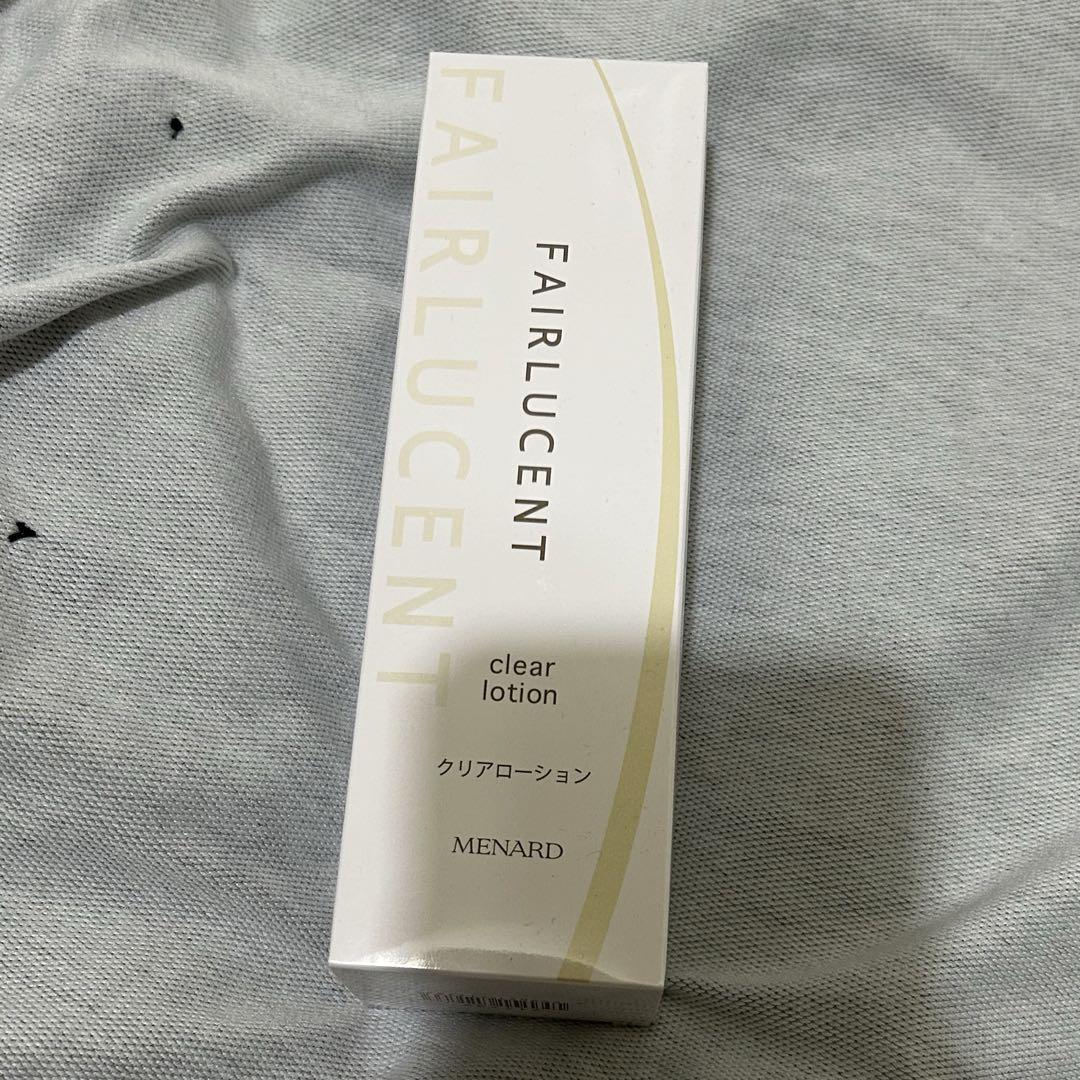 FAIRLUCENT
FAIRLUCENT
clear
lotion
クリアローション
MENARD